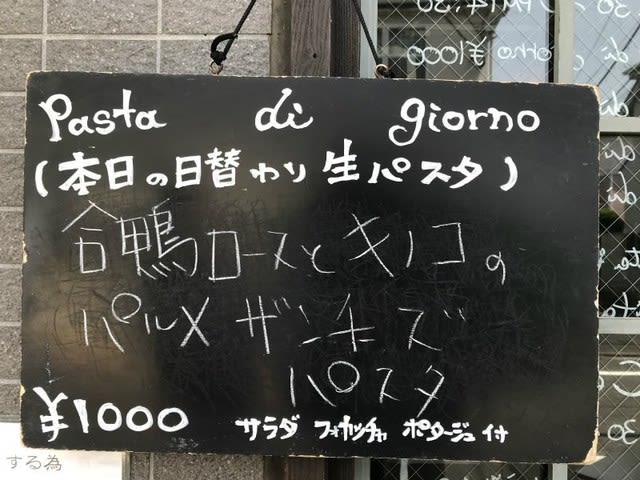 Pasta di giorno
(本日の日替わり生パスタ)
合鴨ロースとキノコの
パルメザンチーズ
パスタ
¥1000 サラダ フォカッチャ ポタージュ付
する為